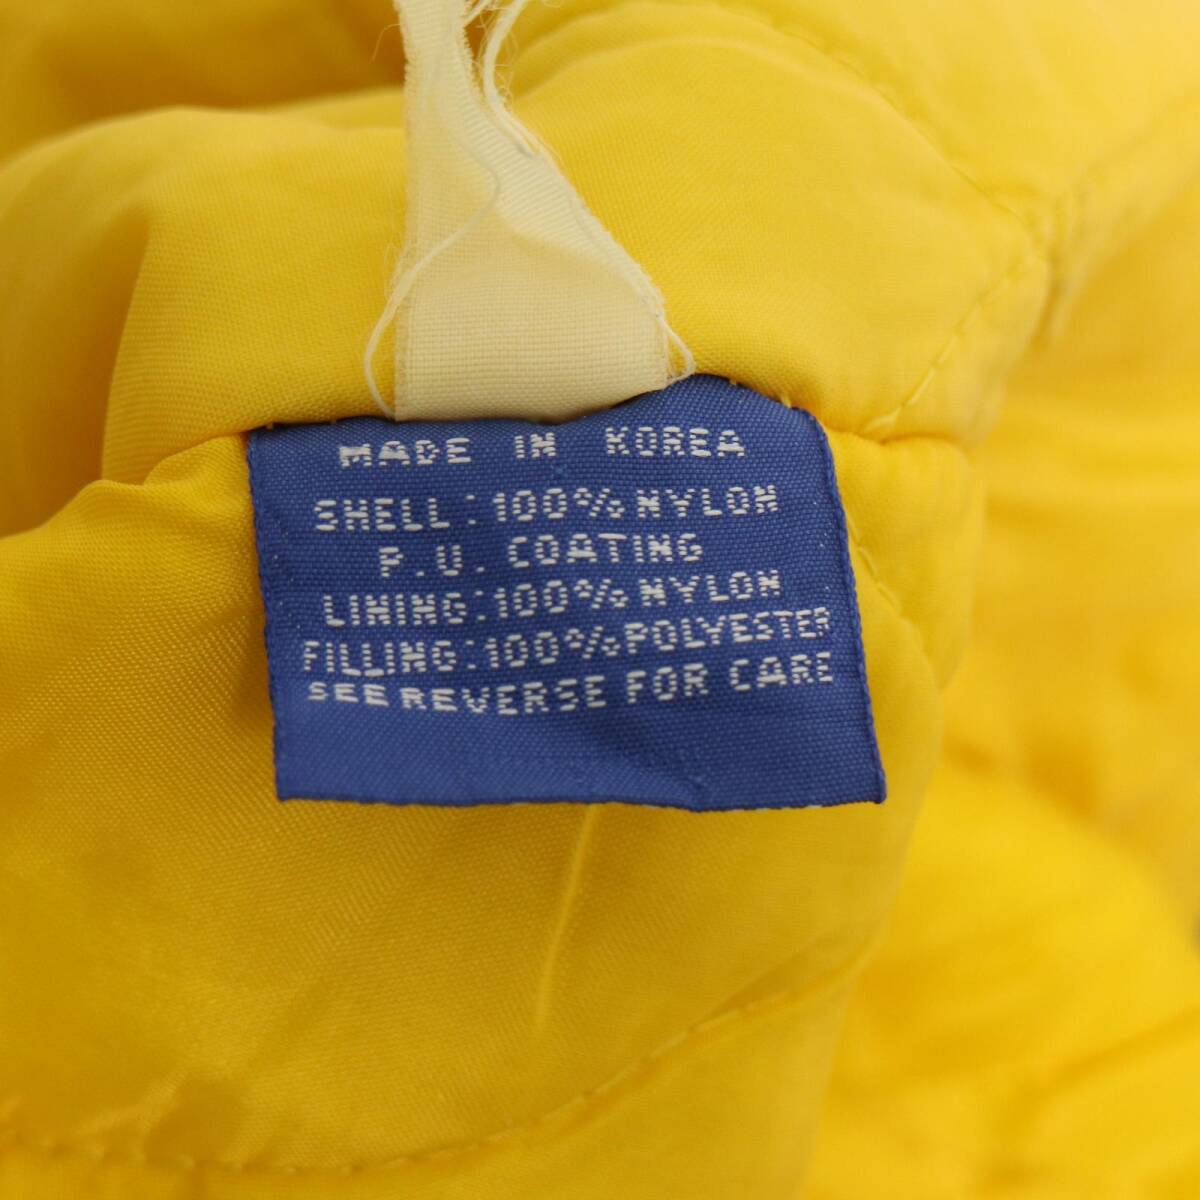 MADE IN KOREA
SHELL: 100% NYLON
P.U. COATING
LINING: 100% NYLON
FILLING: 100% POLYESTER
SEE REVERSE FOR CARE